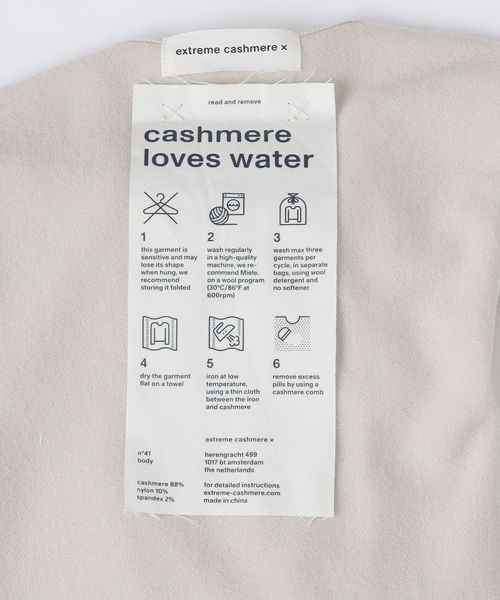 extreme cashmere x
read and remove
cashmere
loves water
1
this garment is
sensitive and may
lose its shape
when hung, we
recommend
storing it folded
2
wash regularly
in a high-quality
machine, we re-
commend Miele,
on a wool program
(30°C/86°F at
600rpm)
3
wash max three
garments per
cycle, in separate
bags, using wool
detergent and
no softener
4
dry the garment
flat on a towel
5
iron at low
temperature,
using a thin cloth
between the iron
and cashmere
6
remove excess
pills by using a
cashmere comb
extreme cashmere x
n°41
body
herengracht 499
1017 bt amsterdam
the netherlands
cashmere 88%
nylon 10%
spandex 2%
for detailed instructions
extreme-cashmere.com
made in china